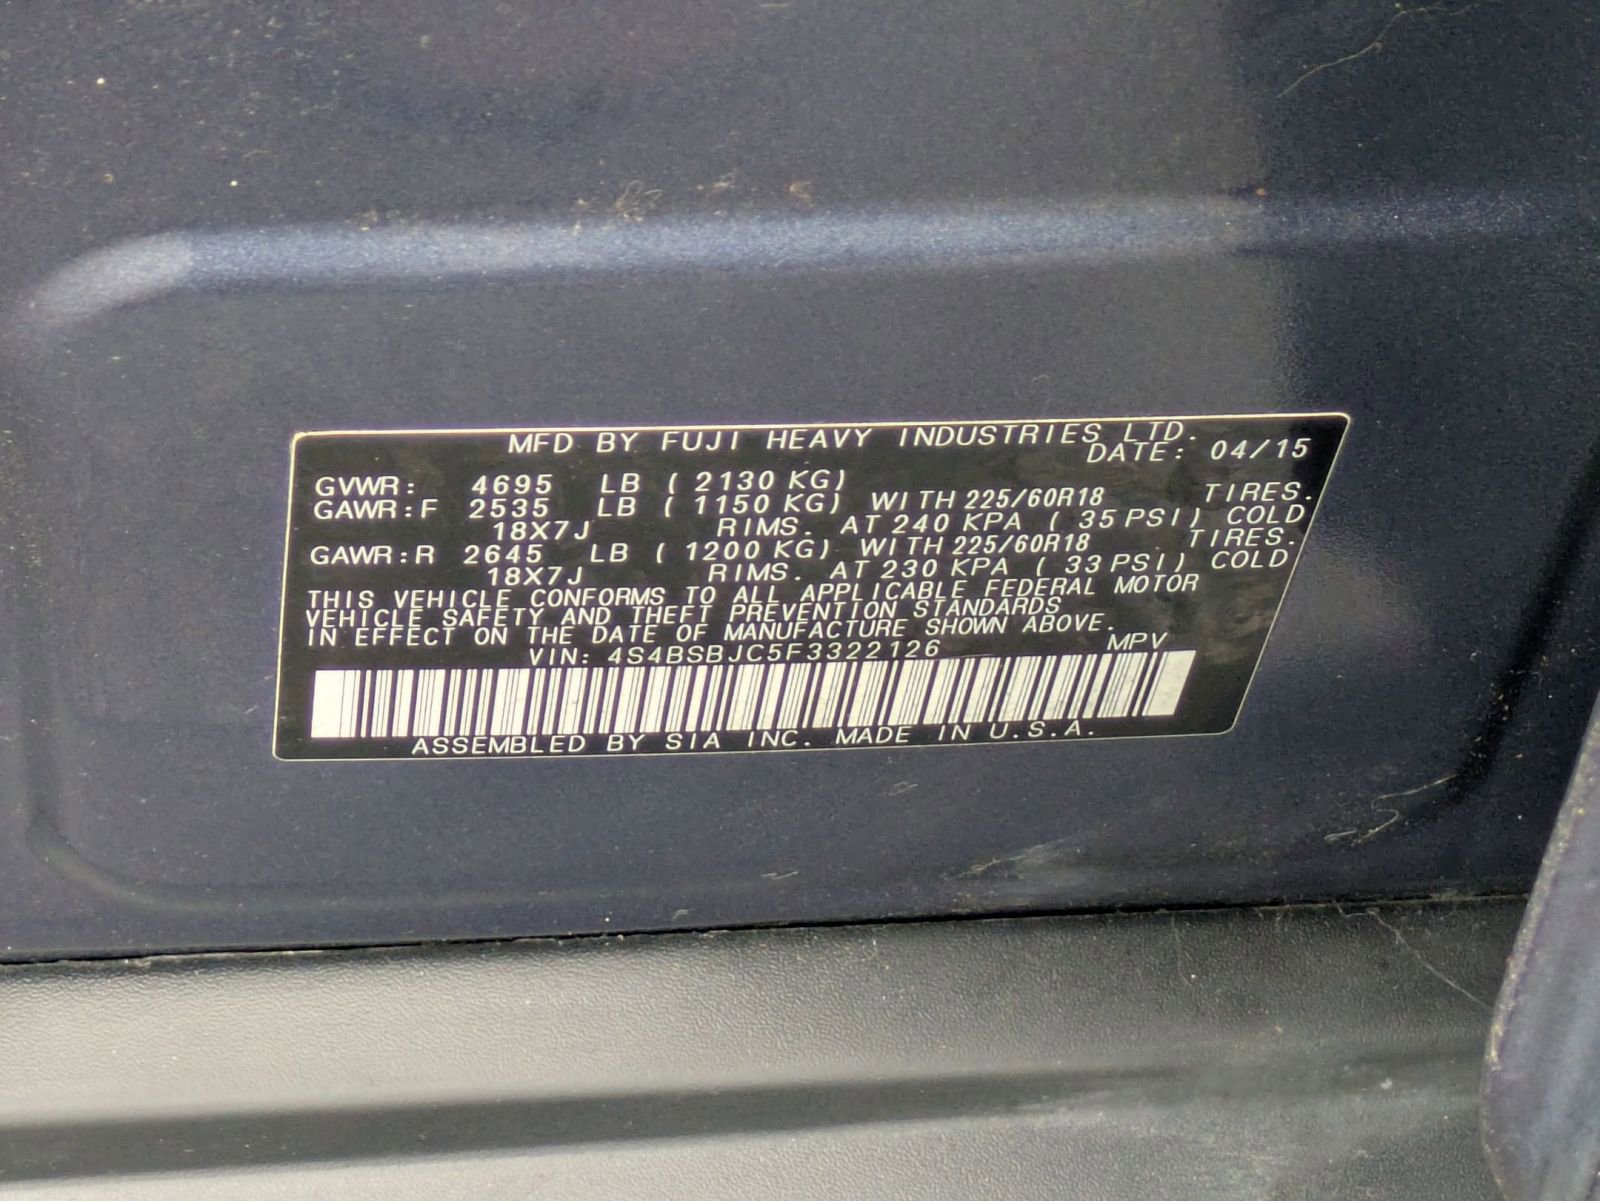 MFD BY FUJI HEAVY INDUSTRIES LTD.
DATE: 04/15
GVWR: 4695 LB (2130 KG)
GAWR:F 2535 LB (1150 KG) WITH 225/60R18 TIRES.
18X7J RIMS. AT 240 KPA (35 PSI) COLD
GAWR:R 2645 LB (1200 KG) WITH 225/60R18 TIRES.
18X7J RIMS. AT 230 KPA (33 PSI) COLD
THIS VEHICLE CONFORMS TO ALL APPLICABLE FEDERAL MOTOR
VEHICLE SAFETY AND THEFT PREVENTION STANDARDS
IN EFFECT ON THE DATE OF MANUFACTURE SHOWN ABOVE.
VIN: 4S4BSBJC5F3322126 MPV
ASSEMBLED BY SIA INC. MADE IN U.S.A.